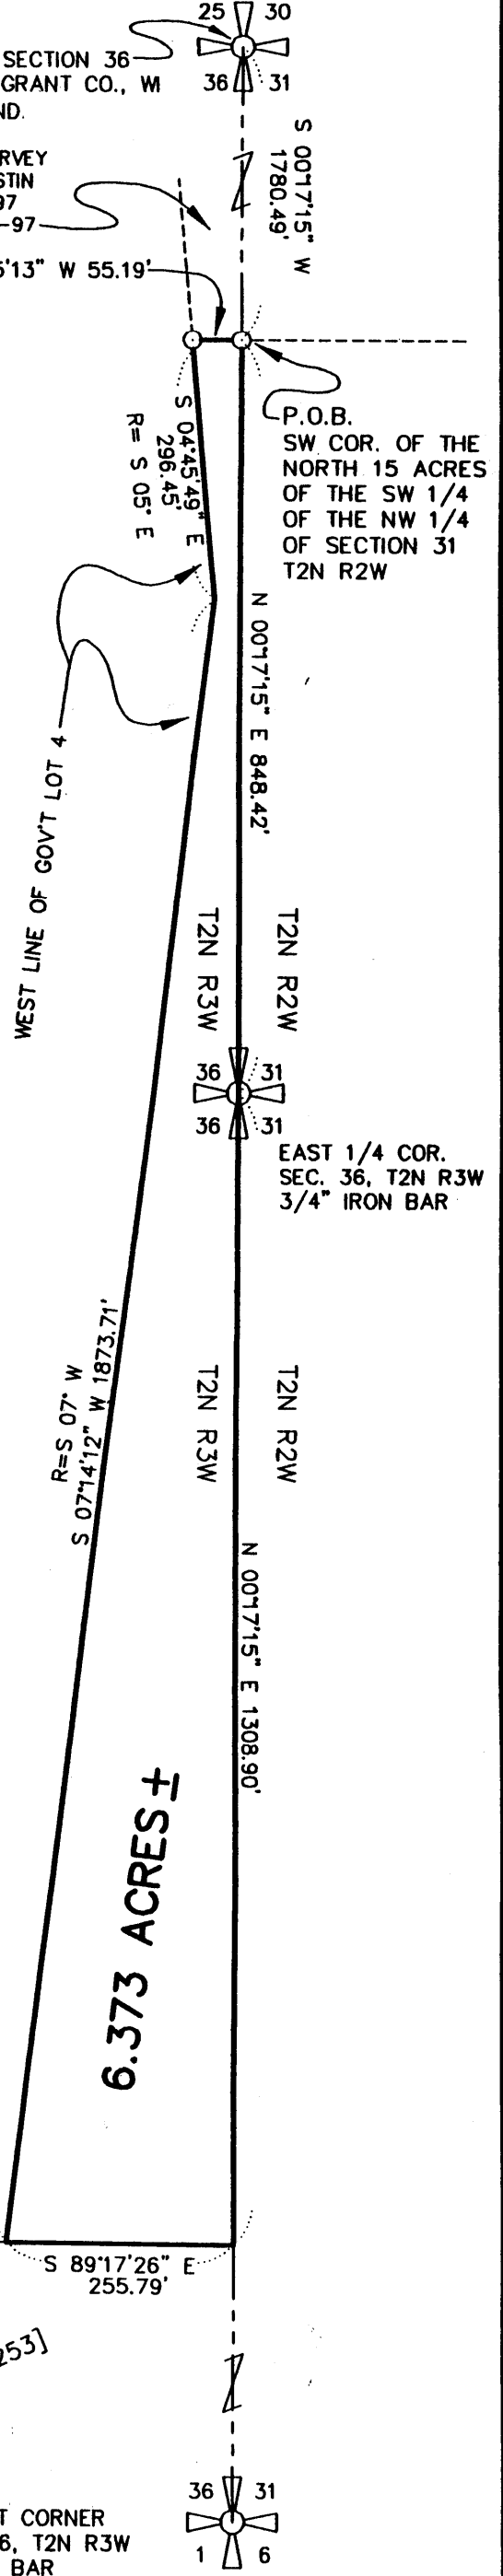 25 30
36 31
SECTION 36
GRANT CO., WI
ND.
RVEY
STIN
97
-97
S 00°17'15" W
1780.49'
5'13" W 55.19'
P.O.B.
SW COR. OF THE
NORTH 15 ACRES
OF THE SW 1/4
OF THE NW 1/4
OF SECTION 31
T2N R2W
S 04°45'49" E
296.45'
R= S 05° E
N 00°17'15" E 848.42'
WEST LINE OF GOV'T LOT 4
T2N R3W
T2N R2W
36 31
36 31
EAST 1/4 COR.
SEC. 36, T2N R3W
3/4" IRON BAR
R=S 07° W
S 07°14'12" W 1873.71'
T2N R3W
T2N R2W
N 00°17'15" E 1308.90'
6.373 ACRES±
S 89°17'26" E
255.79'
253]
36 31
1 6
T CORNER
6, T2N R3W
BAR